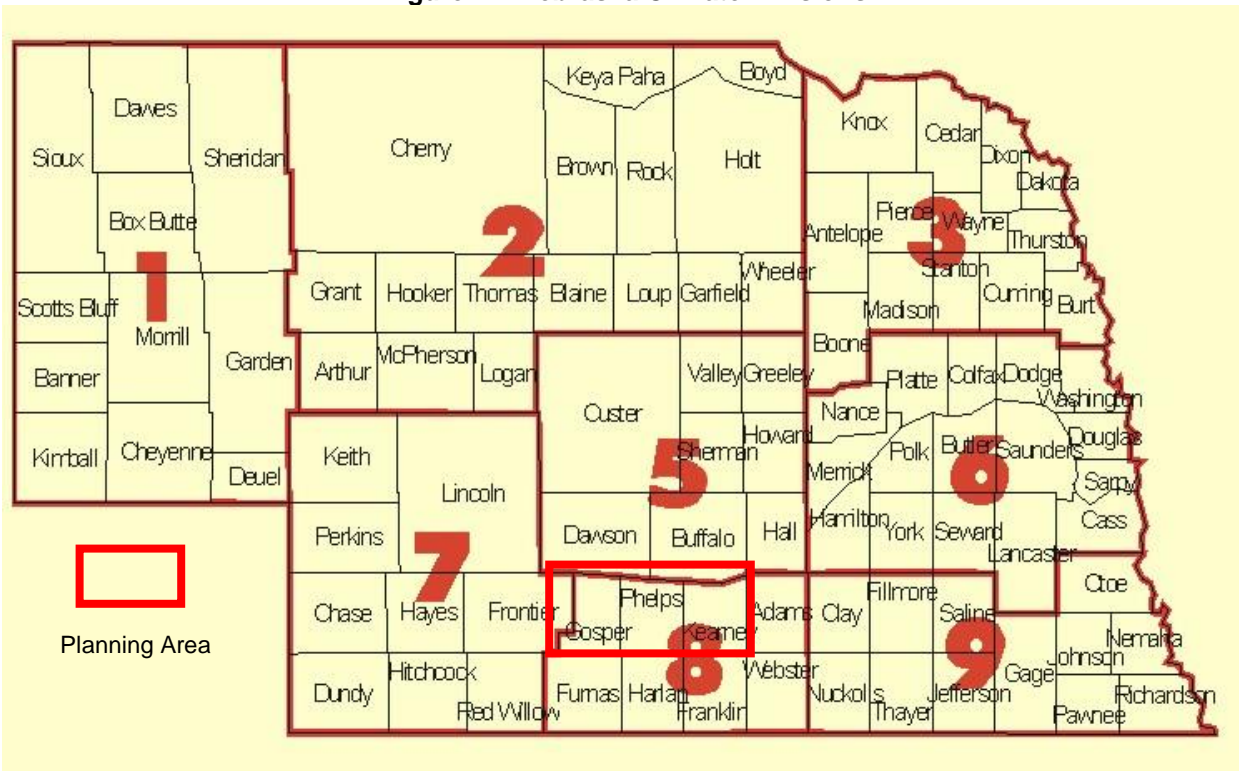 Keya Paha
Boyd
Dawes
Knox
Cedar
Sioux
Sheridan
Cherry
Brown
Rock
Holt
Dixon
Dakota
Box Butte
Pierce
Wayne
Antelope
Thurston
1
2
3
Stanton
Wheeler
Grant
Hooker
Thomas
Blaine
Loup
Garfield
Cuming
Burt
Scotts Bluff
Madison
Morrill
Boone
Garden
Arthur
McPherson
Logan
Valley
Greeley
Banner
Platte
Colfax
Dodge
Washington
Custer
Nance
Howard
Douglas
Kimball
Cheyenne
Keith
Sherman
Polk
Butler
Saunders
Deuel
Merrick
Sarpy
5
6
Lincoln
Hamilton
Cass
Perkins
Dawson
Buffalo
Hall
York
Seward
Lancaster
7
Otoe
Fillmore
Phelps
Chase
Hayes
Frontier
Adams
Clay
Saline
Planning Area
Gosper
Kearney
Nemaha
Johnson
8
9
Hitchcock
Webster
Gage
Dundy
Furnas
Harlan
Nuckolls
Jefferson
Richardson
Red Willow
Franklin
Thayer
Pawnee